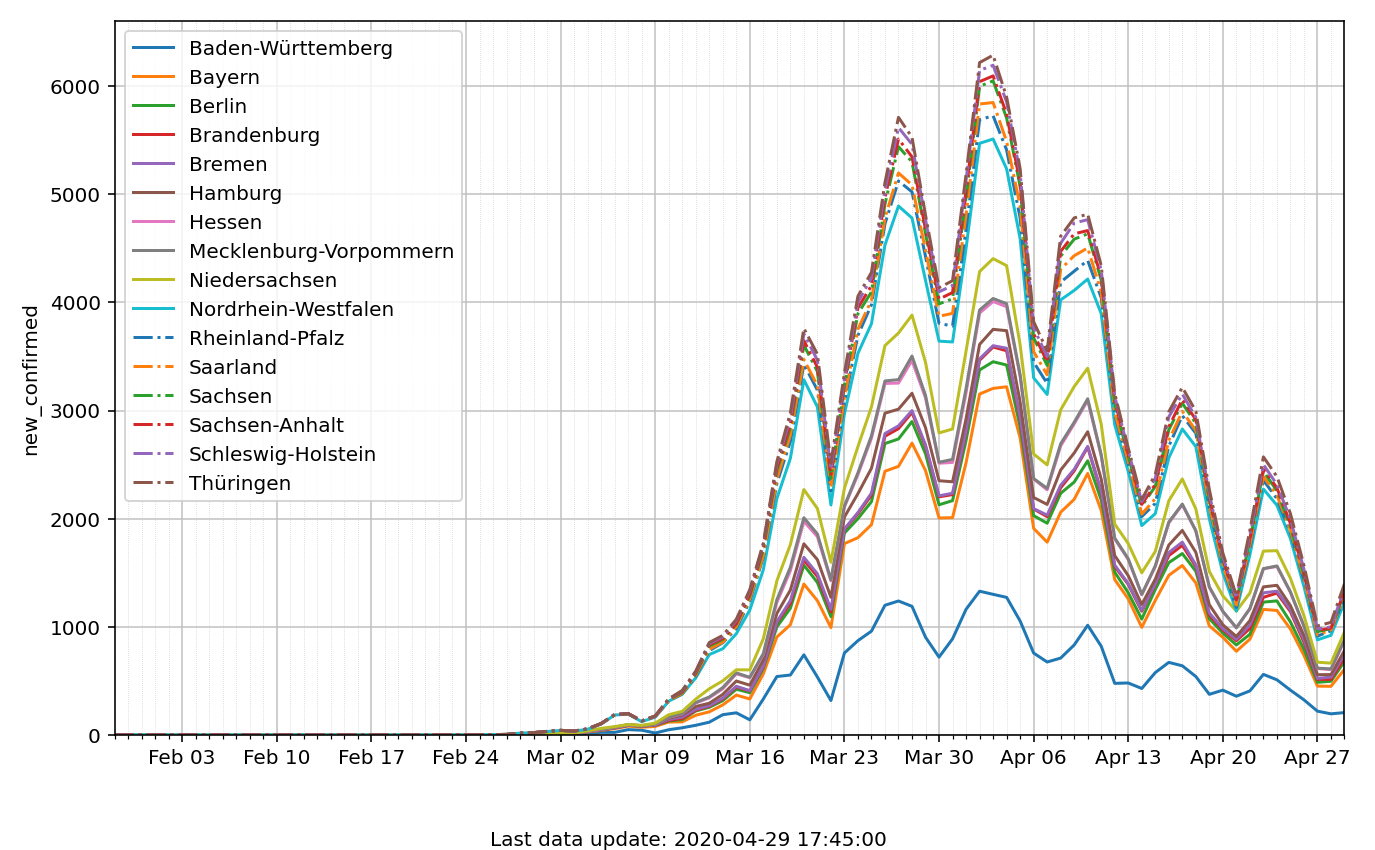 Baden-Württemberg
Bayern
Berlin
Brandenburg
Bremen
Hamburg
Hessen
Mecklenburg-Vorpommern
Niedersachsen
Nordrhein-Westfalen
Rheinland-Pfalz
Saarland
Sachsen
Sachsen-Anhalt
Schleswig-Holstein
Thüringen
new_confirmed
6000
5000
4000
3000
2000
1000
0
Feb 03 Feb 10 Feb 17 Feb 24 Mar 02 Mar 09 Mar 16 Mar 23 Mar 30 Apr 06 Apr 13 Apr 20 Apr 27
Last data update: 2020-04-29 17:45:00